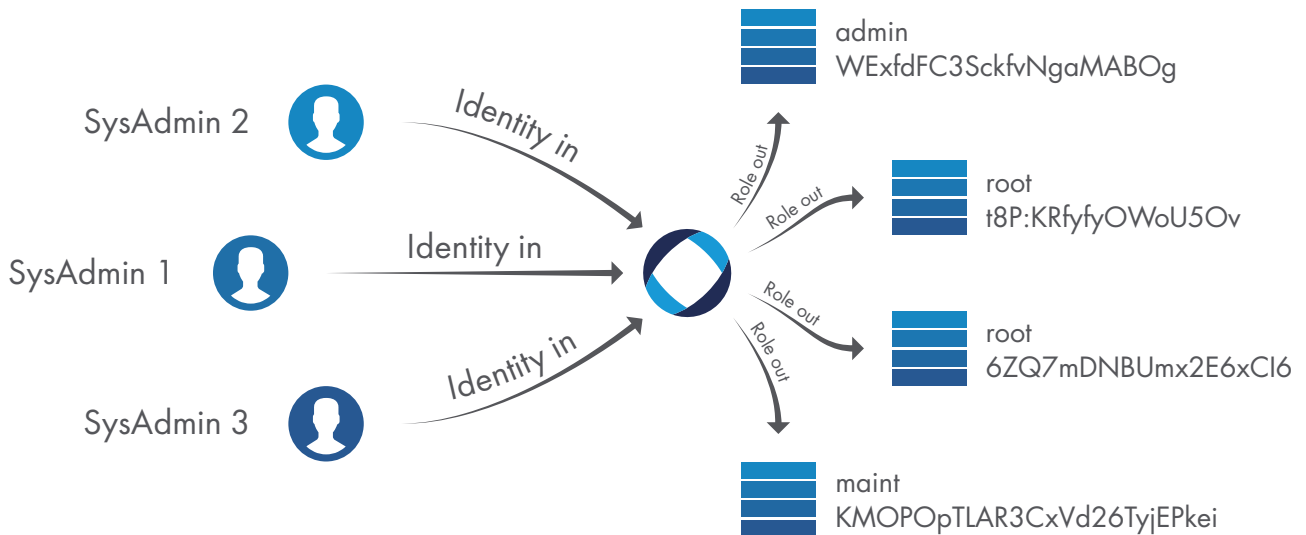 SysAdmin 2
Identity in
SysAdmin 1
Identity in
SysAdmin 3
Identity in
Role out
admin
WExfdFC3SckfvNgaMABOg
Role out
root
t8P:KRfyfyOWoU5Ov
Role out
root
6ZQ7mDNBUmx2E6xCI6
Role out
maint
KMOPOpTLAR3CxVd26TyjEPkei